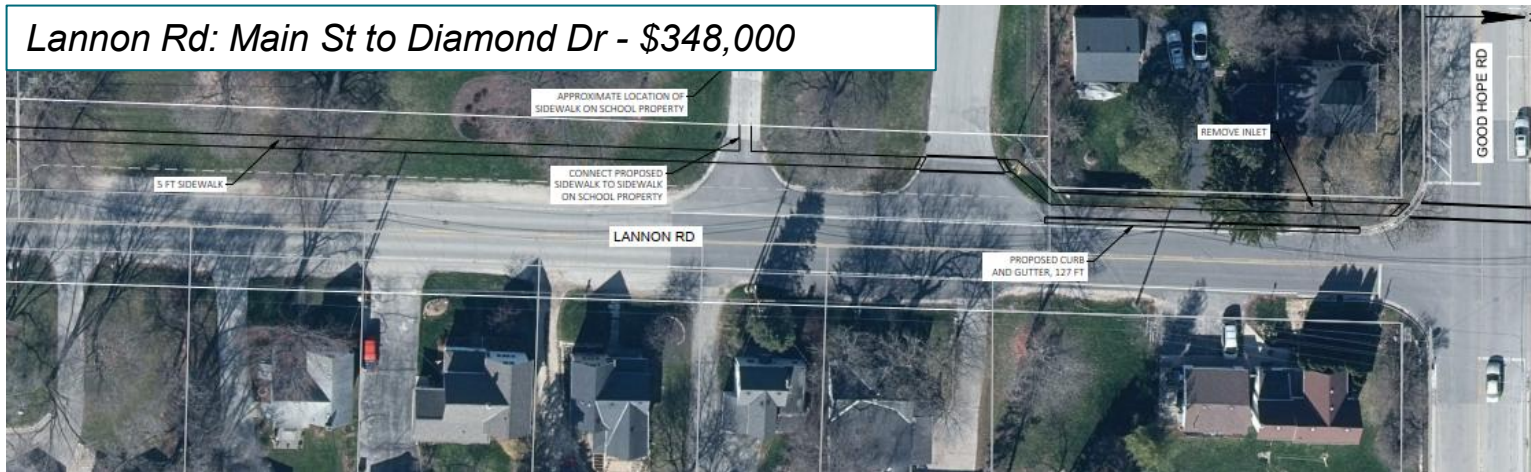 Lannon Rd: Main St to Diamond Dr - $348,000
APPROXIMATE LOCATION OF
SIDEWALK ON SCHOOL PROPERTY
GOOD HOPE RD
REMOVE INLET
5 FT SIDEWALK
CONNECT PROPOSED
SIDEWALK TO SIDEWALK
ON SCHOOL PROPERTY
LANNON RD
PROPOSED CURB
AND GUTTER, 127 FT